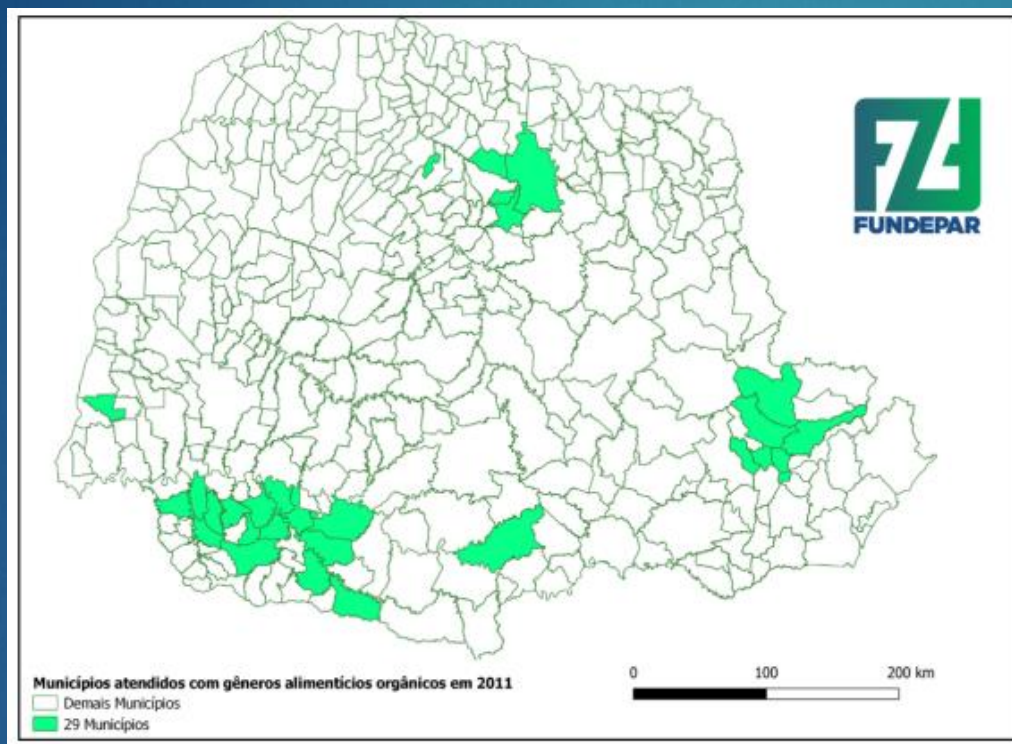 FUNDEPAR
Municípios atendidos com gêneros alimentícios orgânicos em 2011
Demais Municípios
29 Municípios
0 100 200 km